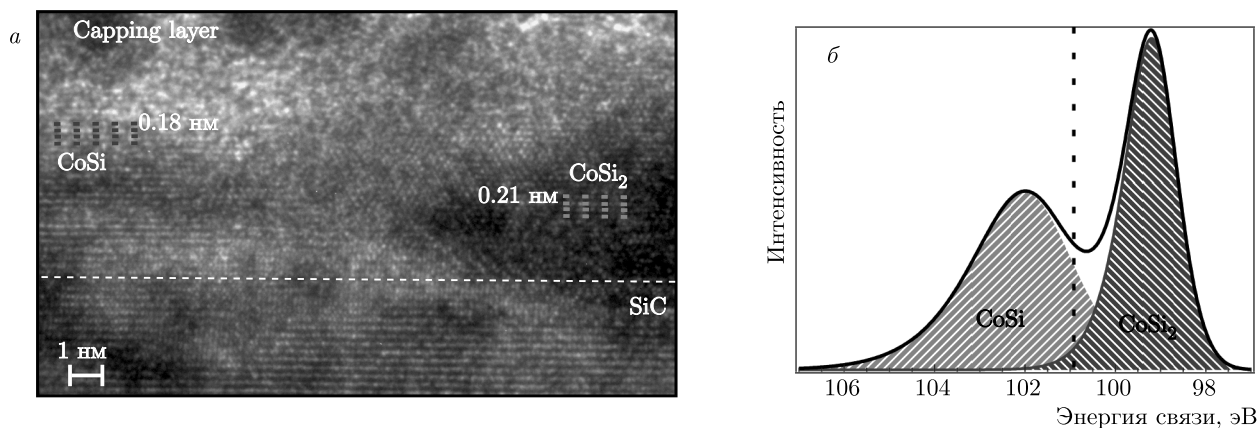 а
Capping layer
0.18 нм
CoSi
CoSi₂
0.21 нм
SiC
1 нм
б
Интенсивность
CoSi
CoSi₂
106 104 102 100 98
Энергия связи, эВ